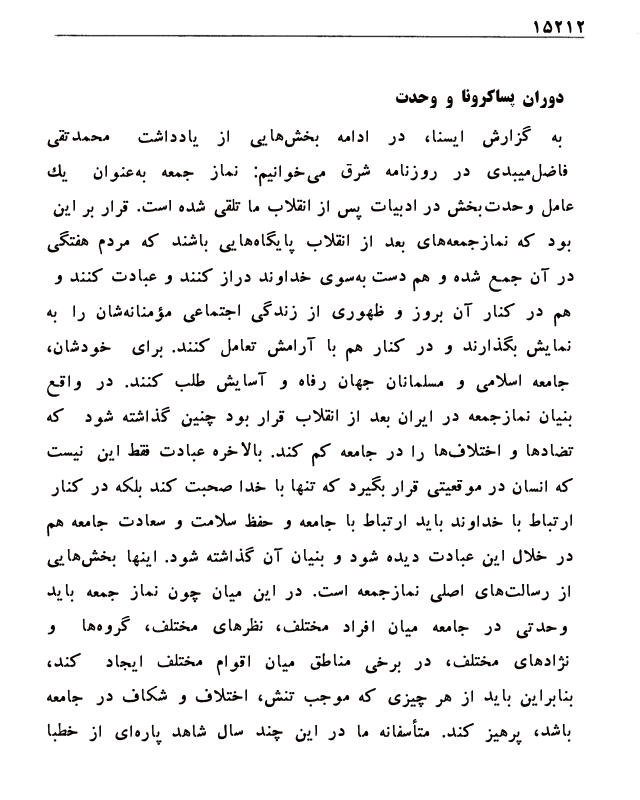 ۱۵۲۱۲
دوران پساکرونا و وحدت
به گزارش ایسنا، در ادامه بخش‌هایی از یادداشت محمدتقی
فاضل‌میبدی در روزنامه شرق می‌خوانیم: نماز جمعه به‌عنوان یك
عامل وحدت‌بخش در ادبیات پس از انقلاب ما تلقی شده است. قرار بر این
بود که نمازجمعه‌های بعد از انقلاب پایگاه‌هایی باشند که مردم هفتگی
در آن جمع شده و هم دست به‌سوی خداوند دراز کنند و عبادت کنند و
هم در کنار آن بروز و ظهوری از زندگی اجتماعی مؤمنانه‌شان را به
نمایش بگذارند و در کنار هم با آرامش تعامل کنند. برای خودشان،
جامعه اسلامی و مسلمانان جهان رفاه و آسایش طلب کنند. در واقع
بنیان نمازجمعه در ایران بعد از انقلاب قرار بود چنین گذاشته شود که
تضادها و اختلاف‌ها را در جامعه کم کند. بالاخره عبادت فقط این نیست
که انسان در موقعیتی قرار بگیرد که تنها با خدا صحبت کند بلکه در کنار
ارتباط با خداوند باید ارتباط با جامعه و حفظ سلامت و سعادت جامعه هم
در خلال این عبادت دیده شود و بنیان آن گذاشته شود. اینها بخش‌هایی
از رسالت‌های اصلی نمازجمعه است. در این میان چون نماز جمعه باید
وحدتی در جامعه میان افراد مختلف، نظرهای مختلف، گروه‌ها و
نژادهای مختلف، در برخی مناطق میان اقوام مختلف ایجاد کند،
بنابراین باید از هر چیزی که موجب تنش، اختلاف و شکاف در جامعه
باشد، پرهیز کند. متأسفانه ما در این چند سال شاهد پاره‌ای از خطبا